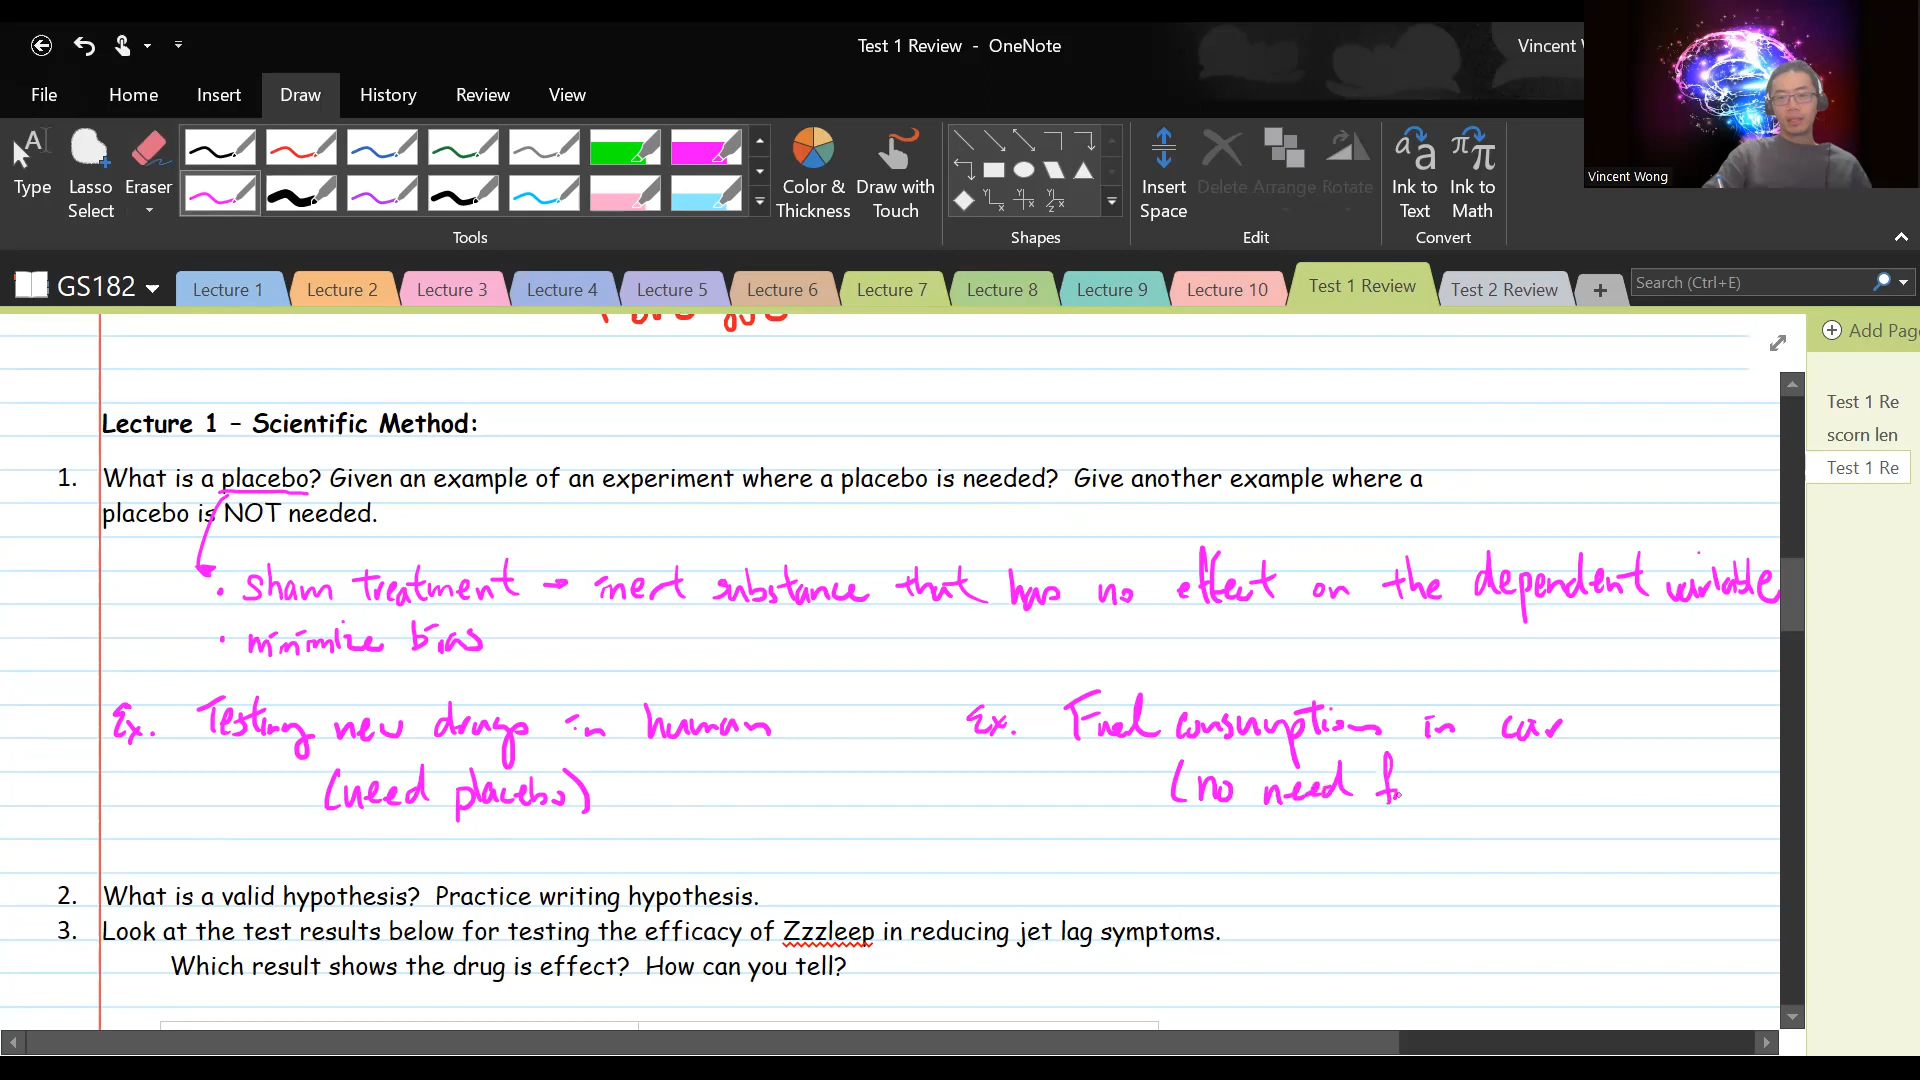 Test 1 Review - OneNote
Vincent W
Vincent Wong
File Home Insert Draw History Review View
Type
Lasso Select
Eraser
Color & Thickness
Draw with Touch
Insert Space
Delete Arrange Rotate
Ink to Text
Ink to Math
Tools
Shapes
Edit
Convert
GS182
Lecture 1 Lecture 2 Lecture 3 Lecture 4 Lecture 5 Lecture 6 Lecture 7 Lecture 8 Lecture 9 Lecture 10 Test 1 Review Test 2 Review +
Search (Ctrl+E)
Add Pag
Test 1 Re
scorn len
Test 1 Re
Lecture 1 – Scientific Method:
1. What is a placebo? Given an example of an experiment where a placebo is needed? Give another example where a
placebo is NOT needed.
• sham treatment → inert substance that has no effect on the dependent variable
• minimize bias
Ex. Testing new drugs in human
(need placebo)
Ex. Fuel consumption in car
(no need f
2. What is a valid hypothesis? Practice writing hypothesis.
3. Look at the test results below for testing the efficacy of Zzzleep in reducing jet lag symptoms.
Which result shows the drug is effect? How can you tell?